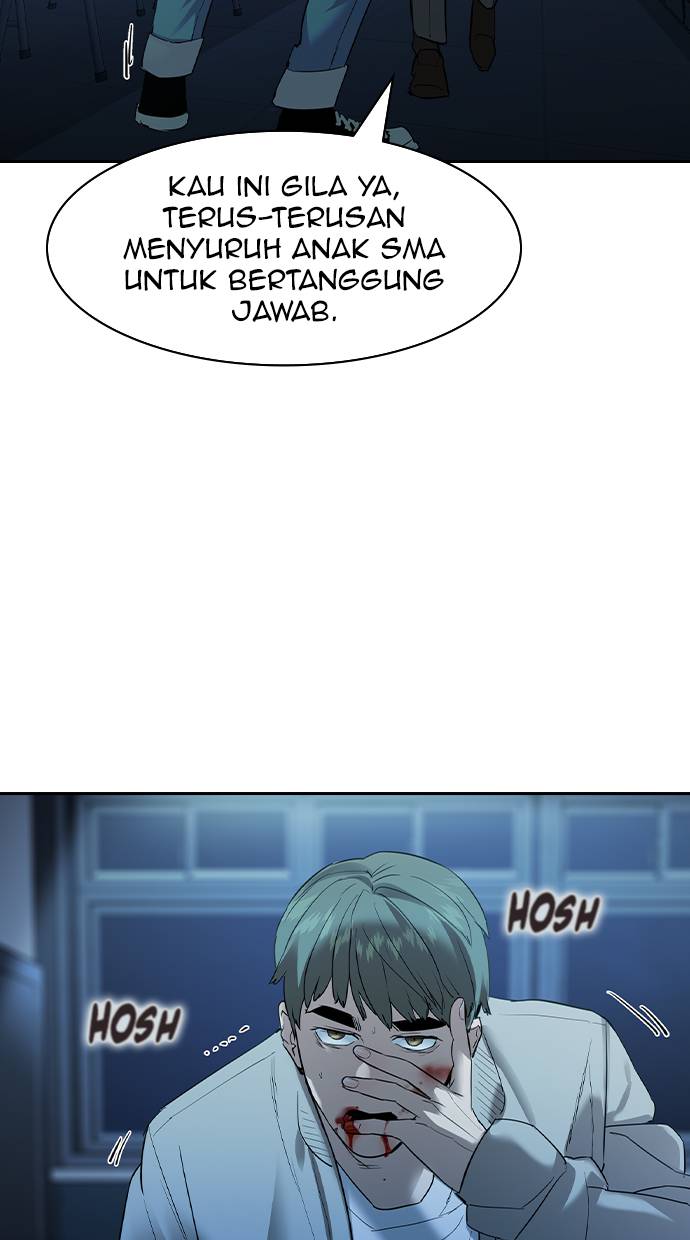 KAU INI GILA YA,
TERUS-TERUSAN
MENYURUH ANAK SMA
UNTUK BERTANGGUNG
JAWAB.
HOSH
HOSH